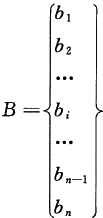 b₁
b₂
...
B = { bᵢ }
...
bₙ₋₁
bₙ